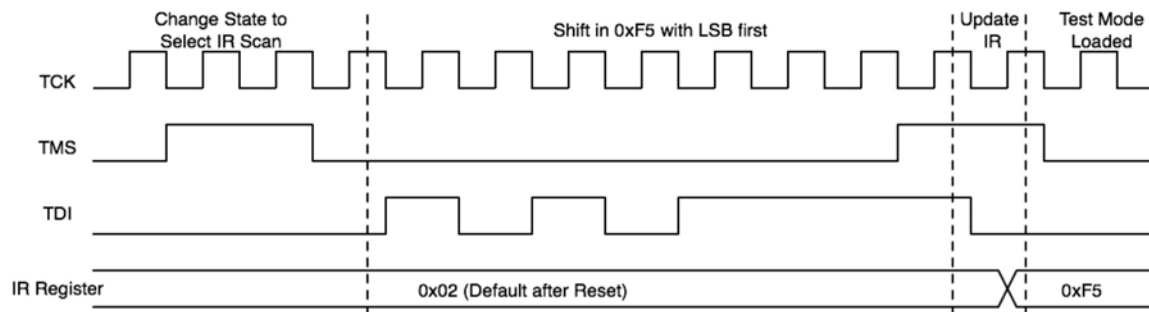 Change State to
Select IR Scan
Shift in 0xF5 with LSB first
Update
IR
Test Mode
Loaded
TCK
TMS
TDI
IR Register
0x02 (Default after Reset)
0xF5